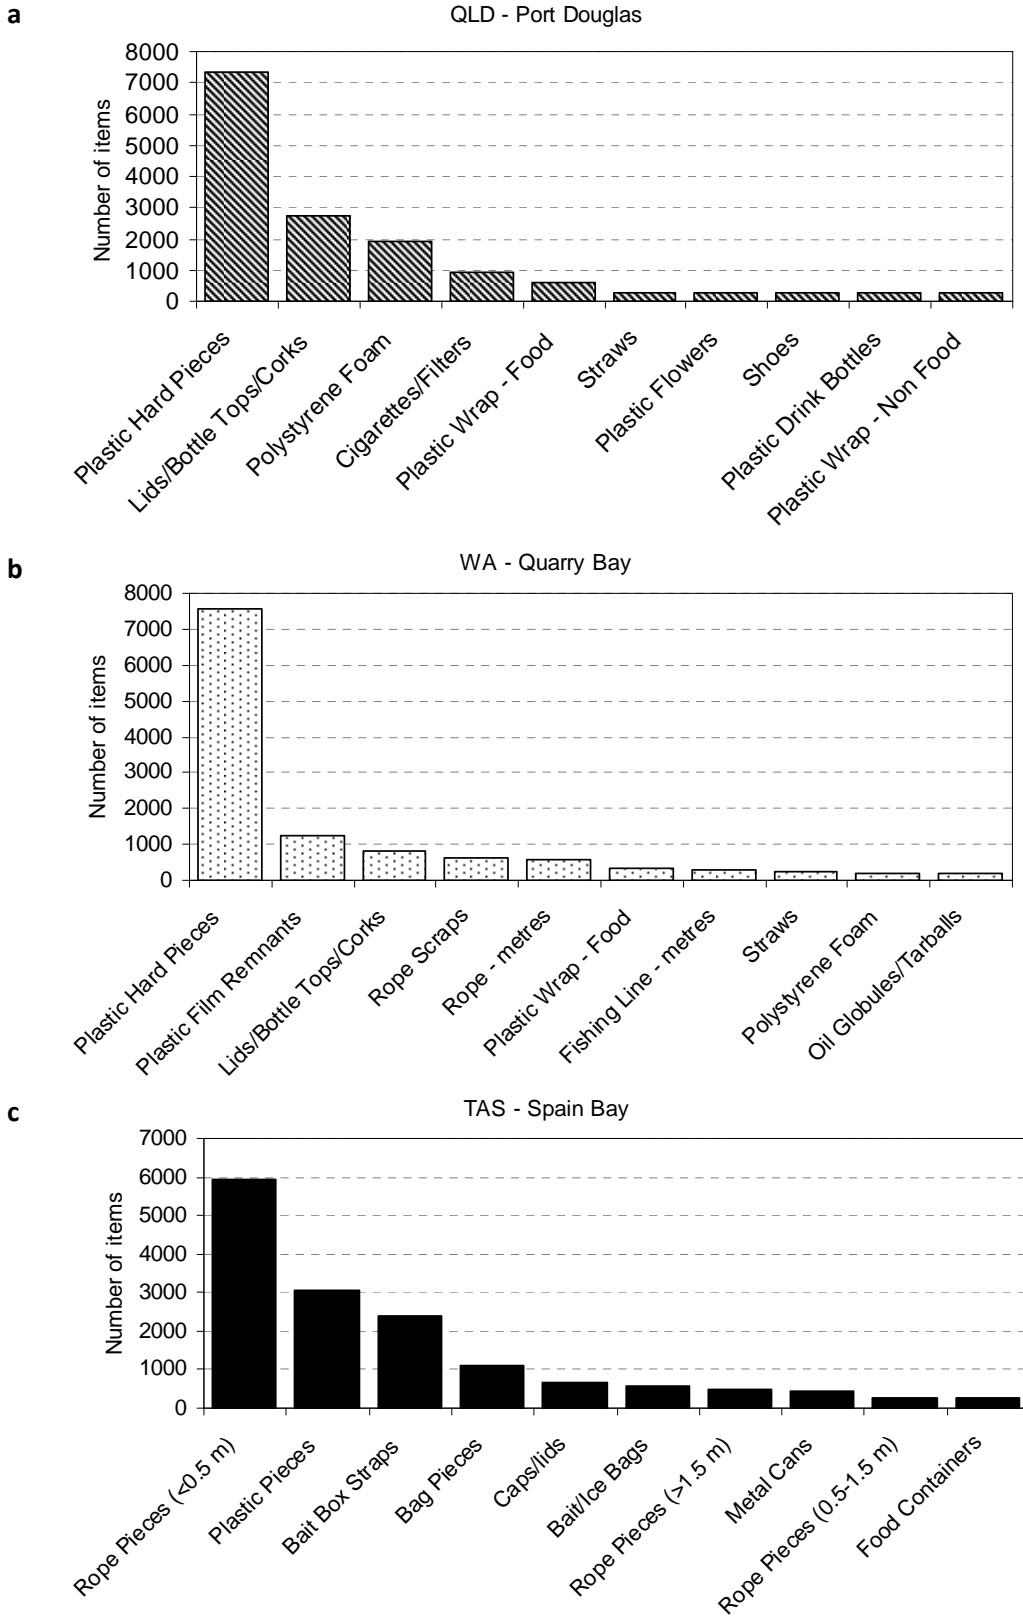 a
QLD - Port Douglas
Number of items
8000
7000
6000
5000
4000
3000
2000
1000
0
Plastic Hard Pieces
Lids/Bottle Tops/Corks
Polystyrene Foam
Cigarettes/Filters
Plastic Wrap - Food
Straws
Plastic Flowers
Shoes
Plastic Drink Bottles
Plastic Wrap - Non Food
b
WA - Quarry Bay
Number of items
8000
7000
6000
5000
4000
3000
2000
1000
0
Plastic Hard Pieces
Plastic Film Remnants
Lids/Bottle Tops/Corks
Rope Scraps
Rope - metres
Plastic Wrap - Food
Fishing Line - metres
Straws
Polystyrene Foam
Oil Globules/Tarballs
c
TAS - Spain Bay
Number of items
7000
6000
5000
4000
3000
2000
1000
0
Rope Pieces (<0.5 m)
Plastic Pieces
Bait Box Straps
Bag Pieces
Caps/lids
Bait/Ice Bags
Rope Pieces (>1.5 m)
Metal Cans
Rope Pieces (0.5-1.5 m)
Food Containers